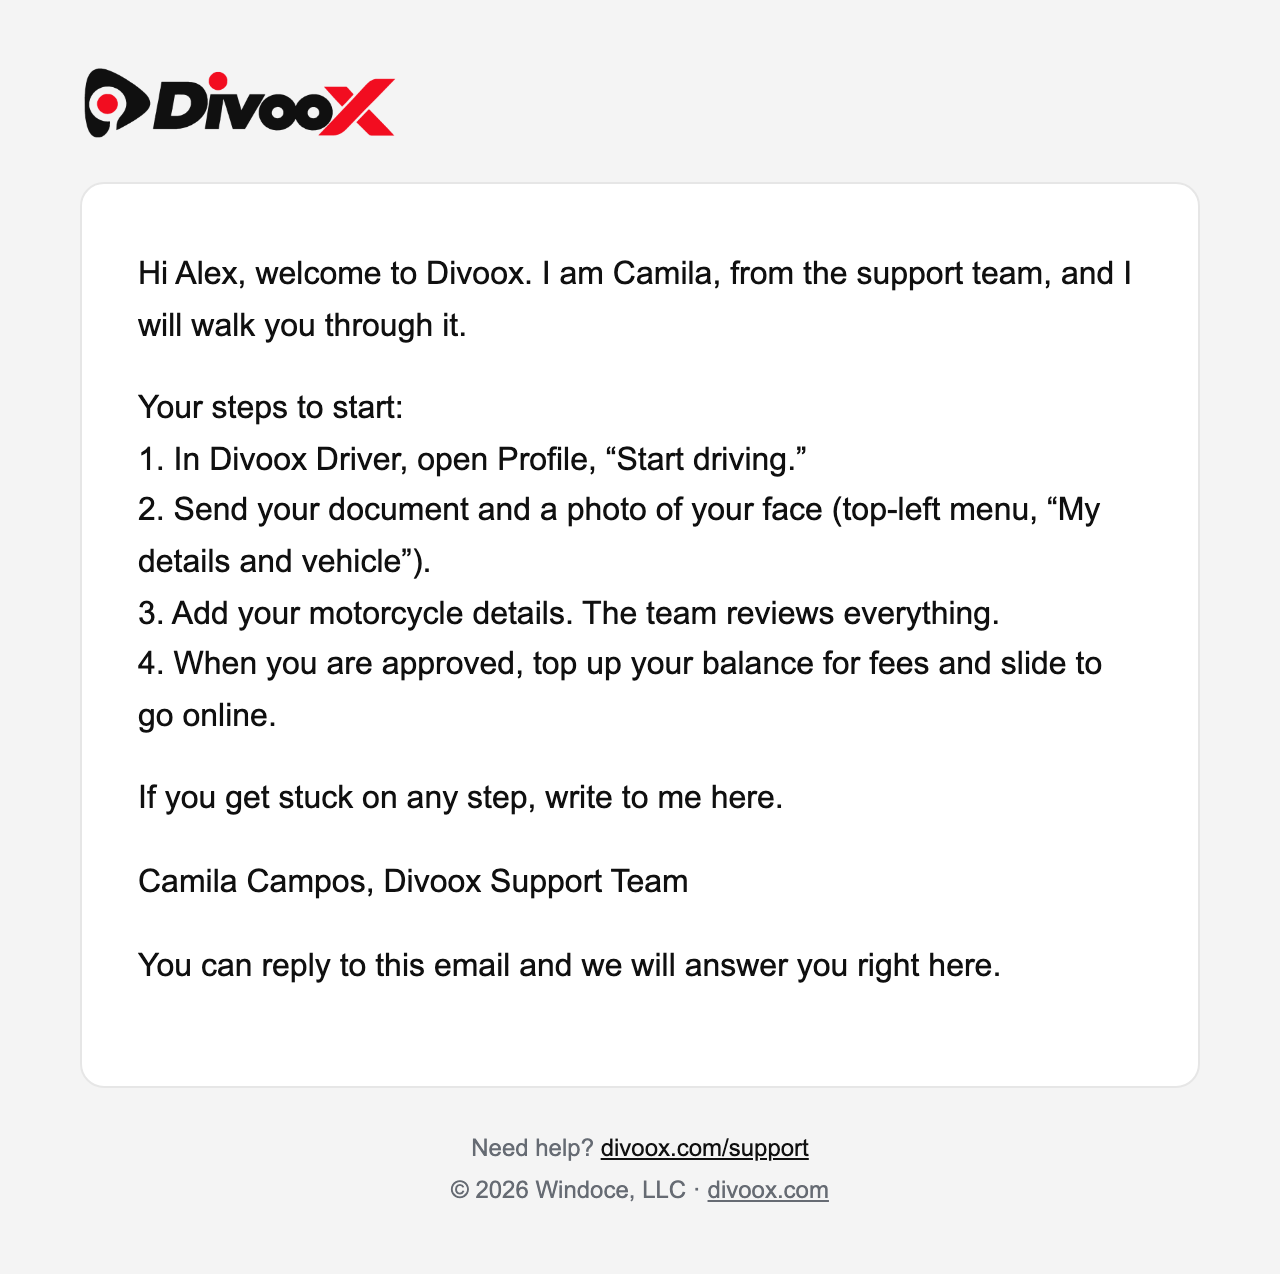 DivooX
Hi Alex, welcome to Divoox. I am Camila, from the support team, and I
will walk you through it.
Your steps to start:
1. In Divoox Driver, open Profile, “Start driving.”
2. Send your document and a photo of your face (top-left menu, “My
details and vehicle”).
3. Add your motorcycle details. The team reviews everything.
4. When you are approved, top up your balance for fees and slide to
go online.
If you get stuck on any step, write to me here.
Camila Campos, Divoox Support Team
You can reply to this email and we will answer you right here.
Need help? divoox.com/support
© 2026 Windoce, LLC · divoox.com